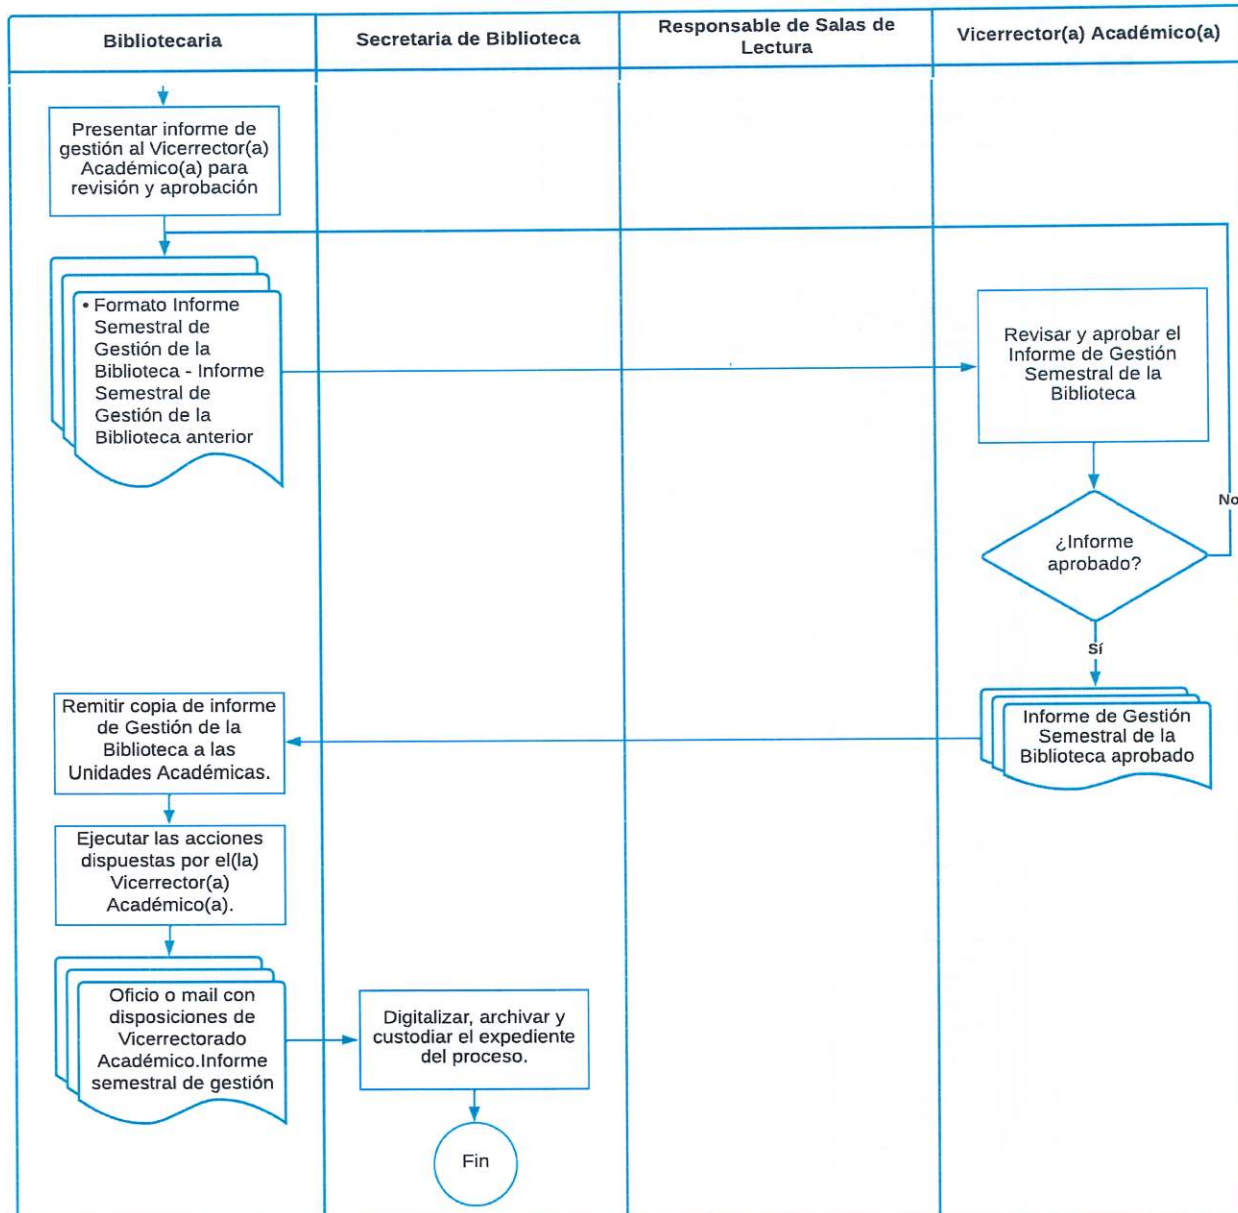 Bibliotecaria
Secretaria de Biblioteca
Responsable de Salas de
Lectura
Vicerrector(a) Académico(a)
Presentar informe de
gestión al Vicerrector(a)
Académico(a) para
revisión y aprobación
• Formato Informe
Semestral de
Gestión de la
Biblioteca - Informe
Semestral de
Gestión de la
Biblioteca anterior
Revisar y aprobar el
Informe de Gestión
Semestral de la
Biblioteca
No
¿Informe
aprobado?
Sí
Informe de Gestión
Semestral de la
Biblioteca aprobado
Remitir copia de informe
de Gestión de la
Biblioteca a las
Unidades Académicas.
Ejecutar las acciones
dispuestas por el(la)
Vicerrector(a)
Académico(a).
Oficio o mail con
disposiciones de
Vicerrectorado
Académico.Informe
semestral de gestión
Digitalizar, archivar y
custodiar el expediente
del proceso.
Fin